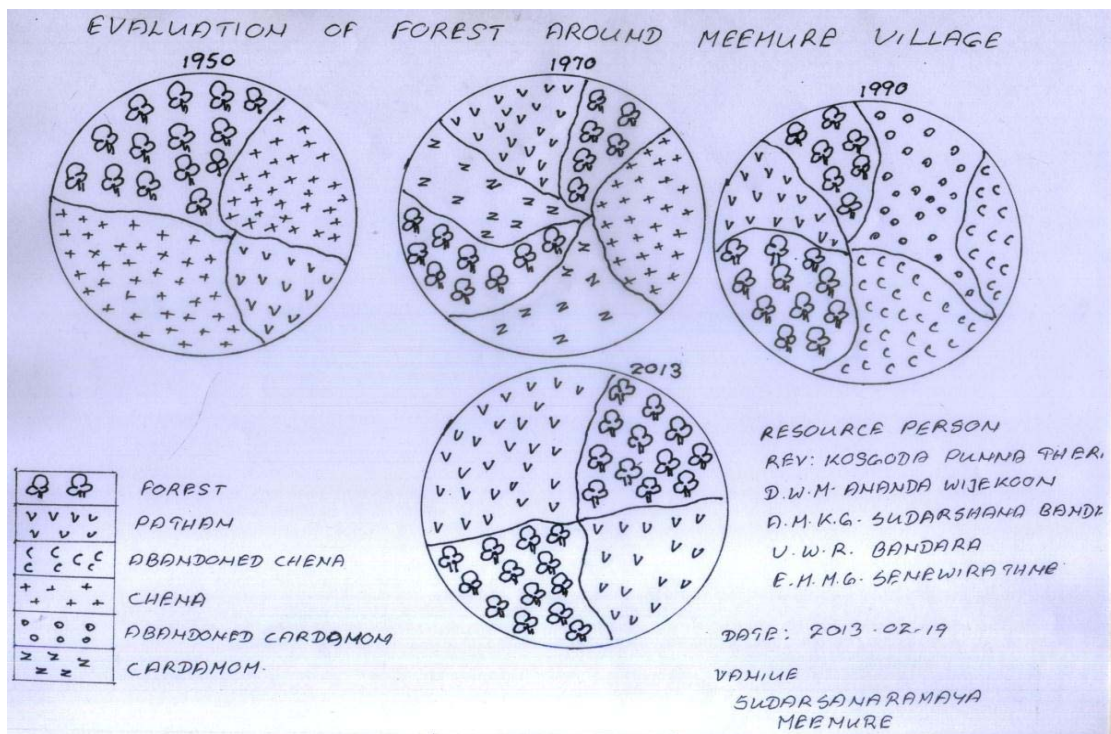 EVALUATION OF FOREST AROUND MEEMURE VILLAGE
1950
1970
1990
2013
FOREST
PATHAN
ABANDONED CHENA
CHENA
ABANDONED CARDAMOM
CARDAMOM.
RESOURCE PERSON
REV: KOSGODA PUNNA THER
D.W.M. ANANDA WIJEKOON
A.M.K.G. SUDARSHANA BAND
U.W.R. BANDARA
E.M.M.G. SENEWIRATHNE
DATE: 2013.02.19
VANIUE
SUDARSANARAMAYA
MEEMURE